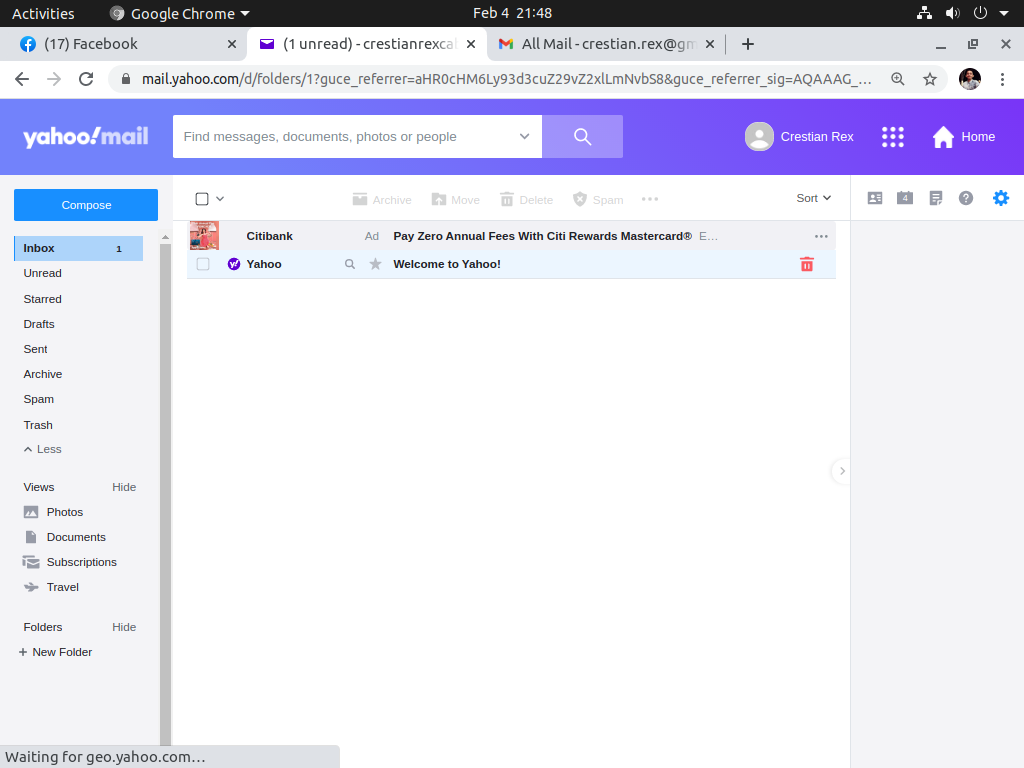 Activities Google Chrome Feb 4 21:48
(17) Facebook (1 unread) - crestianrexcal All Mail - crestian.rex@gm
mail.yahoo.com/d/folders/1?guce_referrer=aHR0cHM6Ly93d3cuZ29vZ2xlLmNvbS8&guce_referrer_sig=AQAAAG_...
yahoo!mail Find messages, documents, photos or people Crestian Rex Home
Compose Archive Move Delete Spam Sort 4
Inbox 1
Unread
Starred
Drafts
Sent
Archive
Spam
Trash
Less
Views Hide
Photos
Documents
Subscriptions
Travel
Folders Hide
+ New Folder
Citibank Ad Pay Zero Annual Fees With Citi Rewards Mastercard® E...
Yahoo Welcome to Yahoo!
Waiting for geo.yahoo.com...